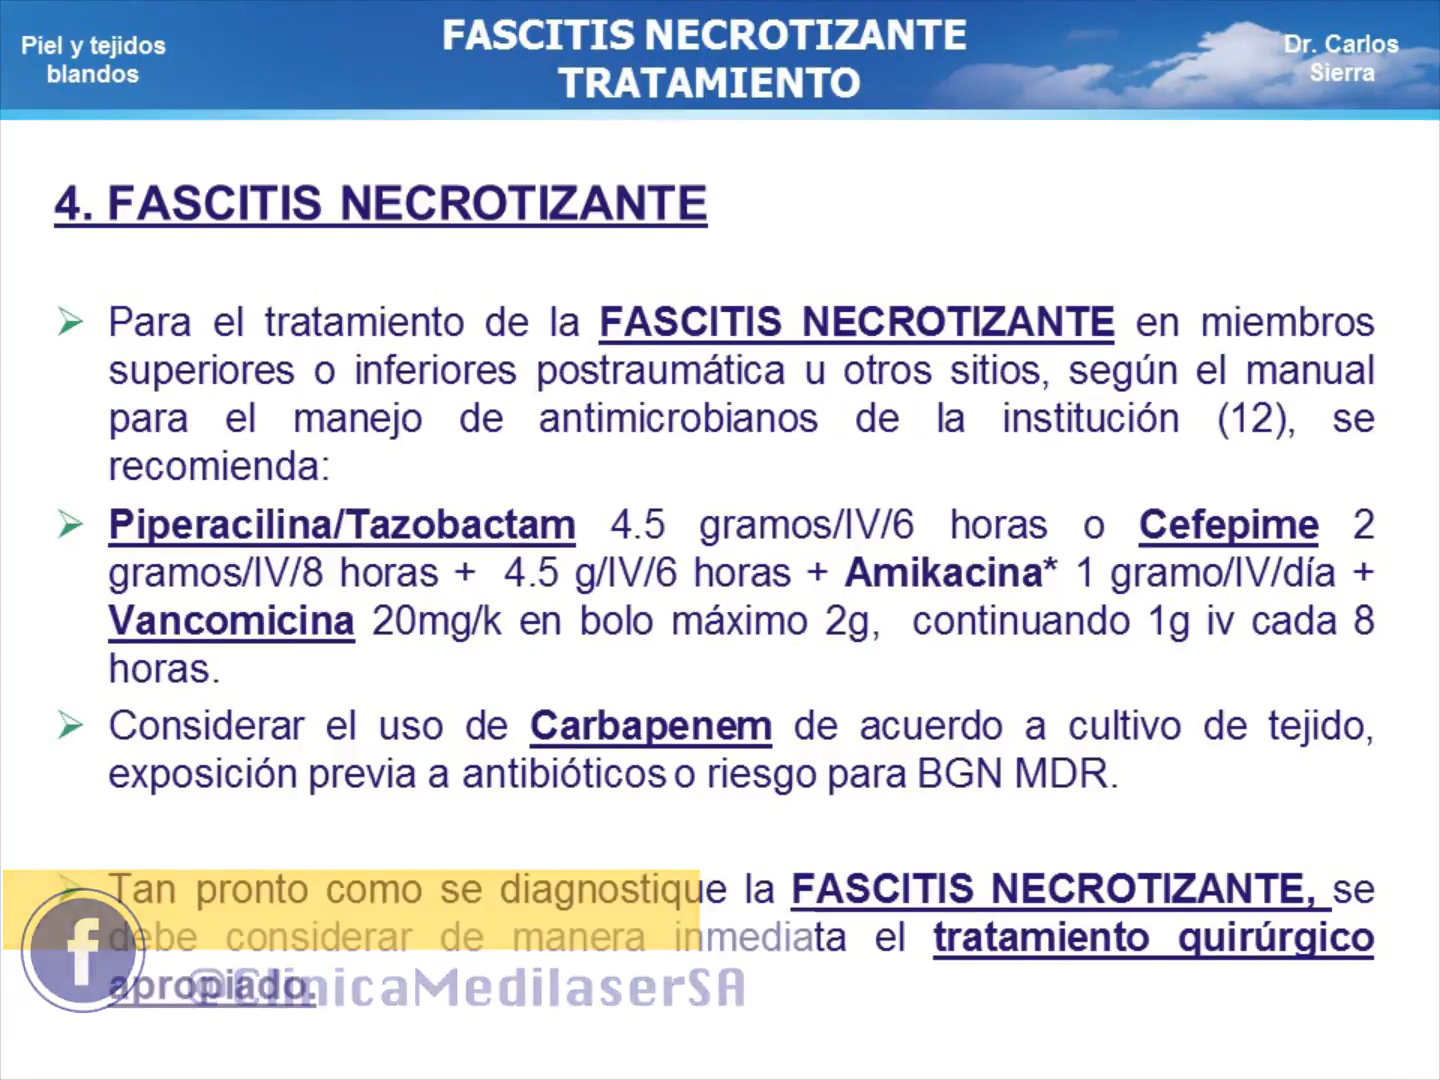 Piel y tejidos
blandos
FASCITIS NECROTIZANTE
TRATAMIENTO
Dr. Carlos
Sierra
4. FASCITIS NECROTIZANTE
Para el tratamiento de la FASCITIS NECROTIZANTE en miembros
superiores o inferiores postraumática u otros sitios, según el manual
para el manejo de antimicrobianos de la institución (12), se
recomienda:
Piperacilina/Tazobactam 4.5 gramos/IV/6 horas o Cefepime 2
gramos/IV/8 horas + 4.5 g/IV/6 horas + Amikacina* 1 gramo/IV/día +
Vancomicina 20mg/k en bolo máximo 2g, continuando 1g iv cada 8
horas.
Considerar el uso de Carbapenem de acuerdo a cultivo de tejido,
exposición previa a antibióticos o riesgo para BGN MDR.
Tan pronto como se diagnostique la FASCITIS NECROTIZANTE, se
debe considerar de manera inmediata el tratamiento quirúrgico
apropiado.
@ClinicaMedilaserSA